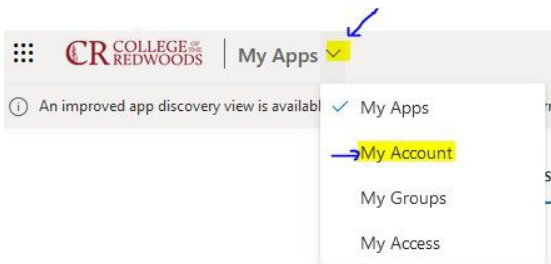 CR COLLEGE OF THE REDWOODS My Apps
An improved app discovery view is availabl
My Apps
My Account
My Groups
My Access